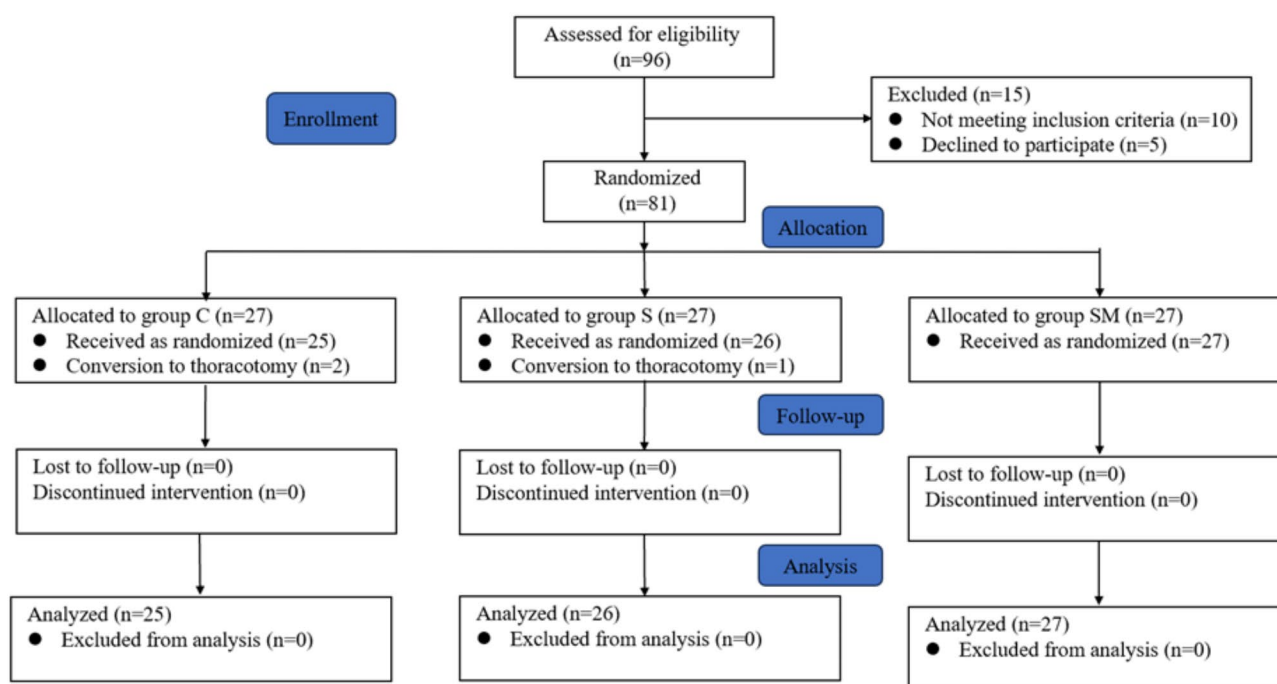 Assessed for eligibility
(n=96)
Enrollment
Excluded (n=15)
● Not meeting inclusion criteria (n=10)
● Declined to participate (n=5)
Randomized
(n=81)
Allocation
Allocated to group C (n=27)
● Received as randomized (n=25)
● Conversion to thoracotomy (n=2)
Allocated to group S (n=27)
● Received as randomized (n=26)
● Conversion to thoracotomy (n=1)
Allocated to group SM (n=27)
● Received as randomized (n=27)
Follow-up
Lost to follow-up (n=0)
Discontinued intervention (n=0)
Lost to follow-up (n=0)
Discontinued intervention (n=0)
Lost to follow-up (n=0)
Discontinued intervention (n=0)
Analysis
Analyzed (n=25)
● Excluded from analysis (n=0)
Analyzed (n=26)
● Excluded from analysis (n=0)
Analyzed (n=27)
● Excluded from analysis (n=0)